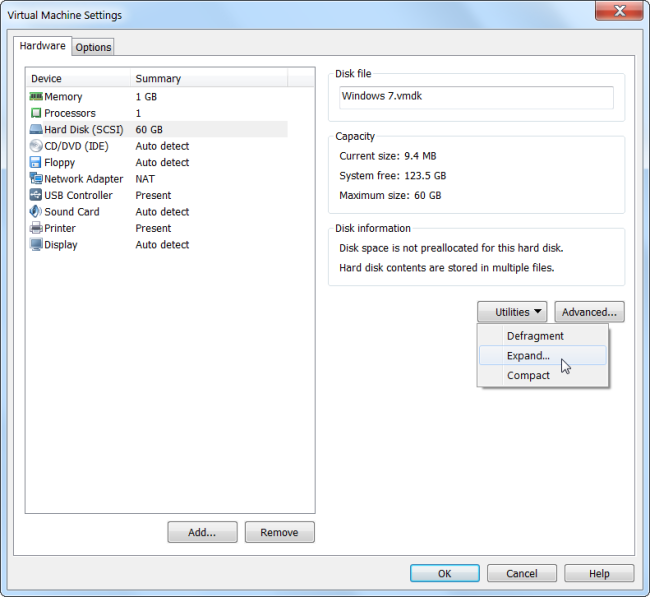 Virtual Machine Settings
Hardware Options
Device Summary
Memory 1 GB
Processors 1
Hard Disk (SCSI) 60 GB
CD/DVD (IDE) Auto detect
Floppy Auto detect
Network Adapter NAT
USB Controller Present
Sound Card Auto detect
Printer Present
Display Auto detect
Add... Remove
Disk file
Windows 7.vmdk
Capacity
Current size: 9.4 MB
System free: 123.5 GB
Maximum size: 60 GB
Disk information
Disk space is not preallocated for this hard disk.
Hard disk contents are stored in multiple files.
Utilities Advanced...
Defragment
Expand...
Compact
OK Cancel Help